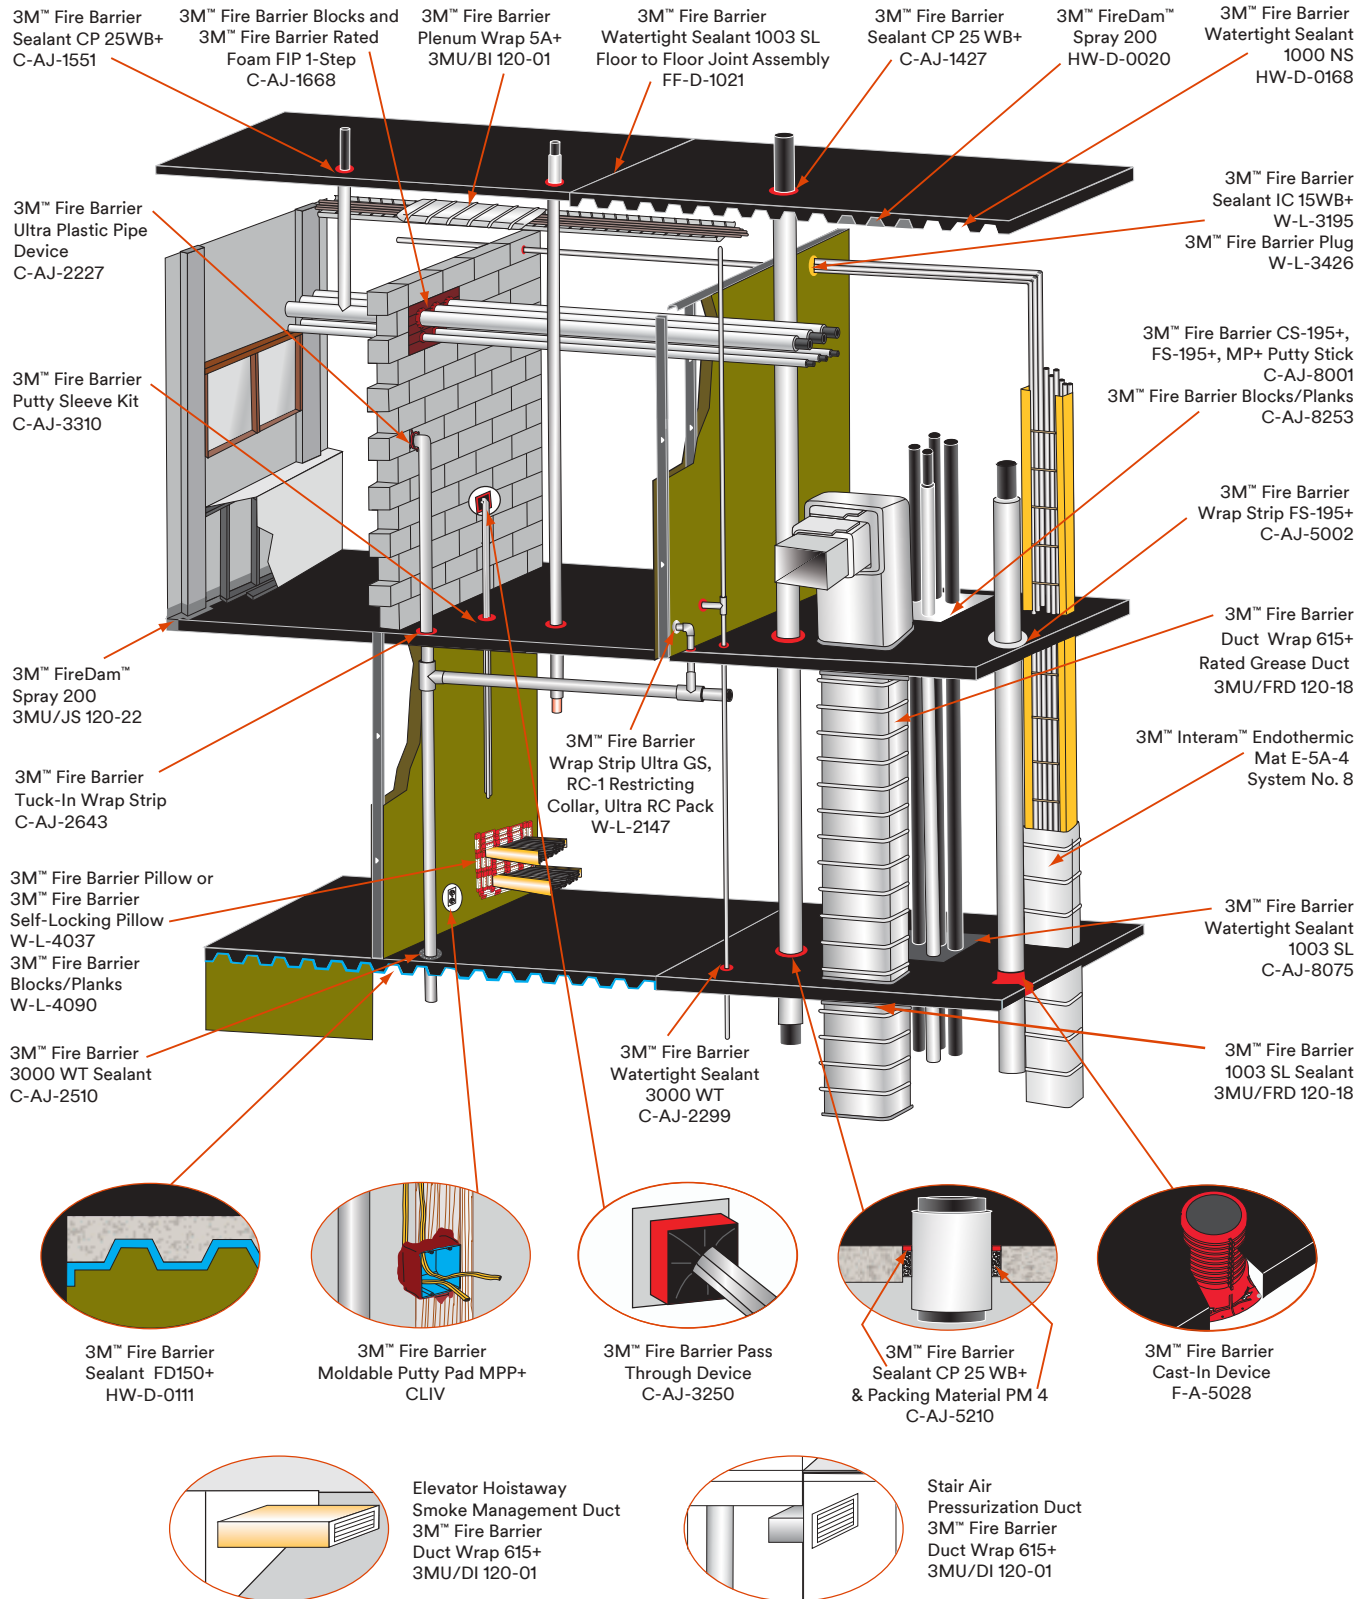 3M™ Fire Barrier
Sealant CP 25WB+
C-AJ-1551
3M™ Fire Barrier Blocks and
3M™ Fire Barrier Rated
Foam FIP 1-Step
C-AJ-1668
3M™ Fire Barrier
Plenum Wrap 5A+
3MU/BI 120-01
3M™ Fire Barrier
Watertight Sealant 1003 SL
Floor to Floor Joint Assembly
FF-D-1021
3M™ Fire Barrier
Sealant CP 25 WB+
C-AJ-1427
3M™ FireDam™
Spray 200
HW-D-0020
3M™ Fire Barrier
Watertight Sealant
1000 NS
HW-D-0168
3M™ Fire Barrier
Ultra Plastic Pipe
Device
C-AJ-2227
3M™ Fire Barrier
Sealant IC 15WB+
W-L-3195
3M™ Fire Barrier Plug
W-L-3426
3M™ Fire Barrier
Putty Sleeve Kit
C-AJ-3310
3M™ Fire Barrier CS-195+,
FS-195+, MP+ Putty Stick
C-AJ-8001
3M™ Fire Barrier Blocks/Planks
C-AJ-8253
3M™ Fire Barrier
Wrap Strip FS-195+
C-AJ-5002
3M™ Fire Barrier
Duct Wrap 615+
Rated Grease Duct
3MU/FRD 120-18
3M™ FireDam™
Spray 200
3MU/JS 120-22
3M™ Fire Barrier
Tuck-In Wrap Strip
C-AJ-2643
3M™ Fire Barrier
Wrap Strip Ultra GS,
RC-1 Restricting
Collar, Ultra RC Pack
W-L-2147
3M™ Interam™ Endothermic
Mat E-5A-4
System No. 8
3M™ Fire Barrier Pillow or
3M™ Fire Barrier
Self-Locking Pillow
W-L-4037
3M™ Fire Barrier
Blocks/Planks
W-L-4090
3M™ Fire Barrier
Watertight Sealant
1003 SL
C-AJ-8075
3M™ Fire Barrier
3000 WT Sealant
C-AJ-2510
3M™ Fire Barrier
Watertight Sealant
3000 WT
C-AJ-2299
3M™ Fire Barrier
1003 SL Sealant
3MU/FRD 120-18
3M™ Fire Barrier
Sealant FD150+
HW-D-0111
3M™ Fire Barrier
Moldable Putty Pad MPP+
CLIV
3M™ Fire Barrier Pass
Through Device
C-AJ-3250
3M™ Fire Barrier
Sealant CP 25 WB+
& Packing Material PM 4
C-AJ-5210
3M™ Fire Barrier
Cast-In Device
F-A-5028
Elevator Hoistaway
Smoke Management Duct
3M™ Fire Barrier
Duct Wrap 615+
3MU/DI 120-01
Stair Air
Pressurization Duct
3M™ Fire Barrier
Duct Wrap 615+
3MU/DI 120-01